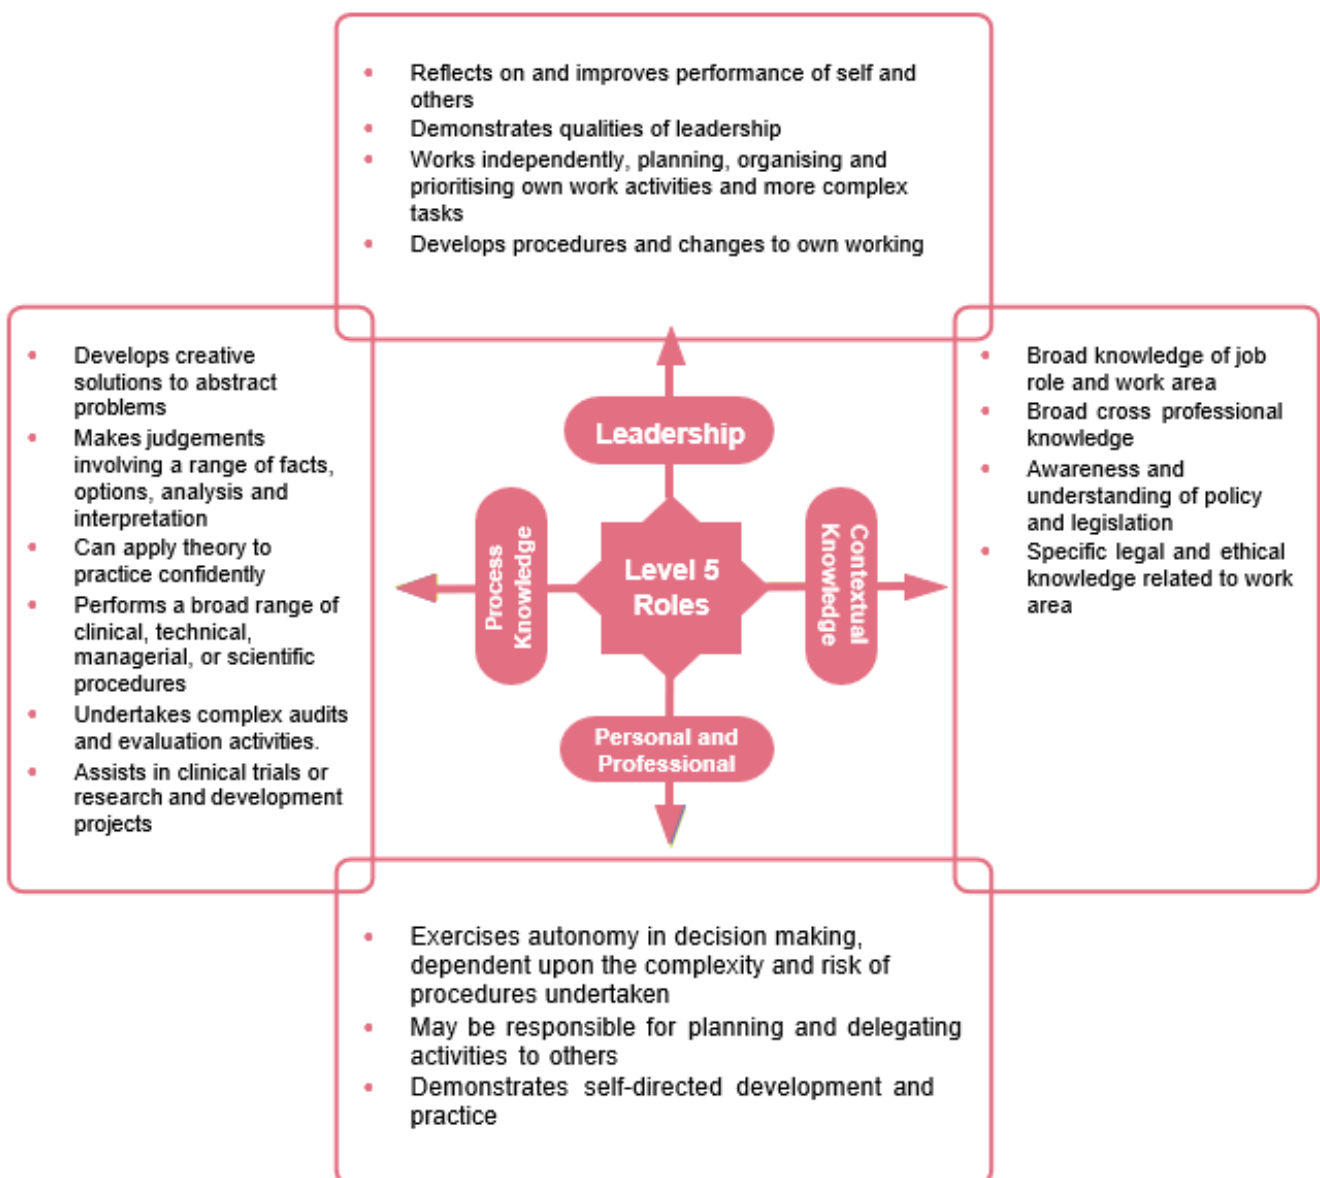 Reflects on and improves performance of self and
others
Demonstrates qualities of leadership
Works independently, planning, organising and
prioritising own work activities and more complex
tasks
Develops procedures and changes to own working
Develops creative
solutions to abstract
problems
Makes judgements
involving a range of facts,
options, analysis and
interpretation
Can apply theory to
practice confidently
Performs a broad range of
clinical, technical,
managerial, or scientific
procedures
Undertakes complex audits
and evaluation activities.
Assists in clinical trials or
research and development
projects
Leadership
Process
Knowledge
Level 5
Roles
Contextual
Knowledge
Personal and
Professional
Broad knowledge of job
role and work area
Broad cross professional
knowledge
Awareness and
understanding of policy
and legislation
Specific legal and ethical
knowledge related to work
area
Exercises autonomy in decision making,
dependent upon the complexity and risk of
procedures undertaken
May be responsible for planning and delegating
activities to others
Demonstrates self-directed development and
practice